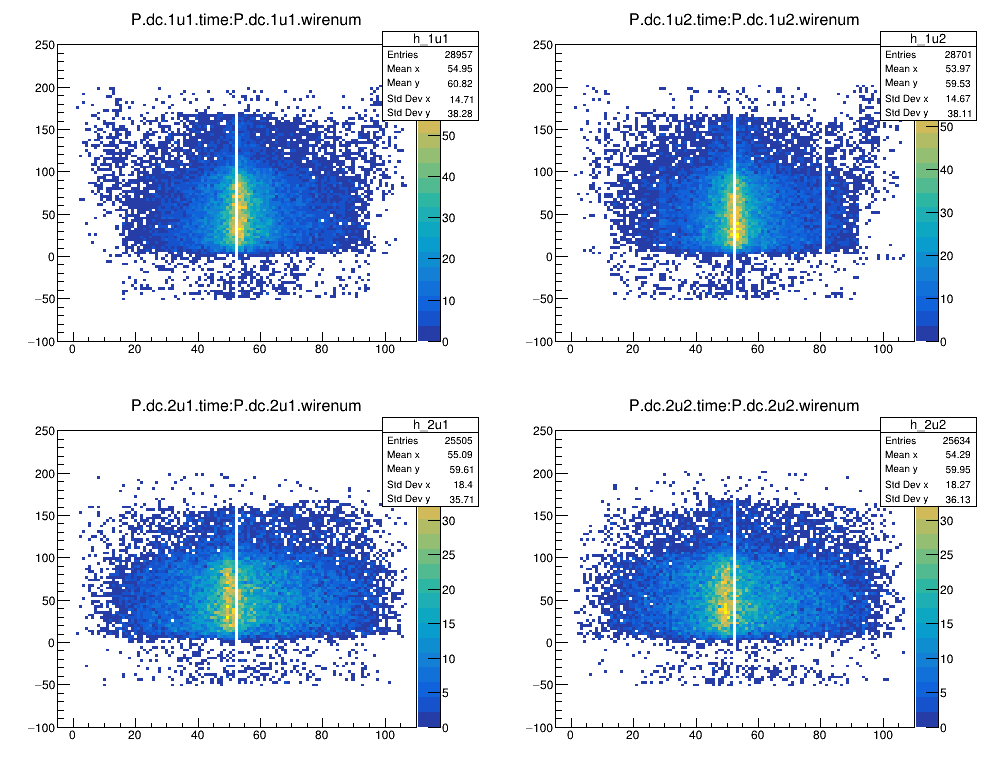 P.dc.1u1.time:P.dc.1u1.wirenum
h_1u1
Entries 28957
Mean x 54.95
Mean y 60.82
Std Dev x 14.71
Std Dev y 38.28
250
200
150
100
50
0
−50
−100
0 20 40 60 80 100
50
40
30
20
10
0
P.dc.1u2.time:P.dc.1u2.wirenum
h_1u2
Entries 28701
Mean x 53.97
Mean y 59.53
Std Dev x 14.67
Std Dev y 38.11
250
200
150
100
50
0
−50
−100
0 20 40 60 80 100
50
40
30
20
10
0
P.dc.2u1.time:P.dc.2u1.wirenum
h_2u1
Entries 25505
Mean x 55.09
Mean y 59.61
Std Dev x 18.4
Std Dev y 35.71
250
200
150
100
50
0
−50
−100
0 20 40 60 80 100
30
25
20
15
10
5
0
P.dc.2u2.time:P.dc.2u2.wirenum
h_2u2
Entries 25634
Mean x 54.29
Mean y 59.95
Std Dev x 18.27
Std Dev y 36.13
250
200
150
100
50
0
−50
−100
0 20 40 60 80 100
30
25
20
15
10
5
0